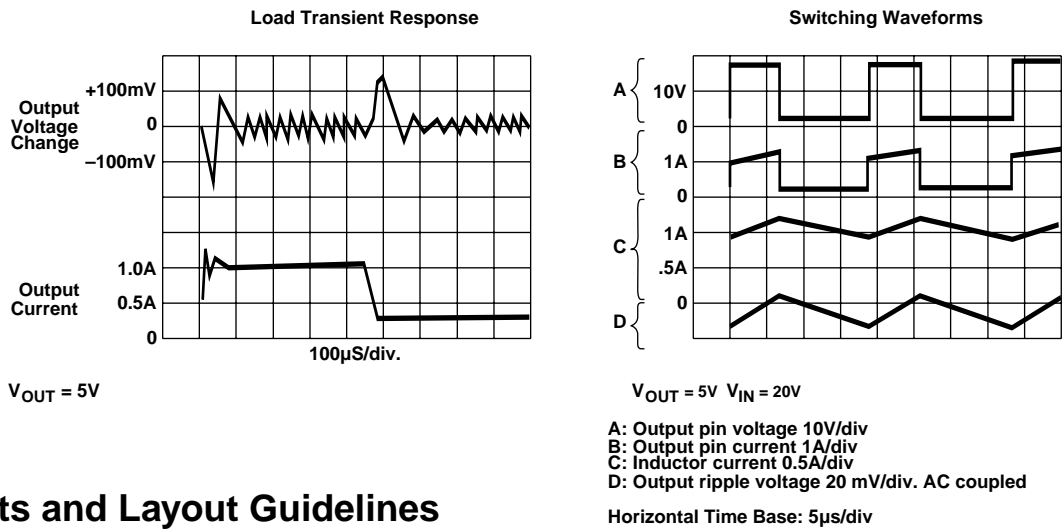 Load Transient Response
+100mV
Output
Voltage
Change
0
–100mV
1.0A
Output
Current
0.5A
0
100µS/div.
VOUT = 5V
Switching Waveforms
A
10V
0
B
1A
0
C
1A
.5A
0
D
VOUT = 5V VIN = 20V
A: Output pin voltage 10V/div
B: Output pin current 1A/div
C: Inductor current 0.5A/div
D: Output ripple voltage 20 mV/div. AC coupled
Horizontal Time Base: 5µs/div
ts and Layout Guidelines